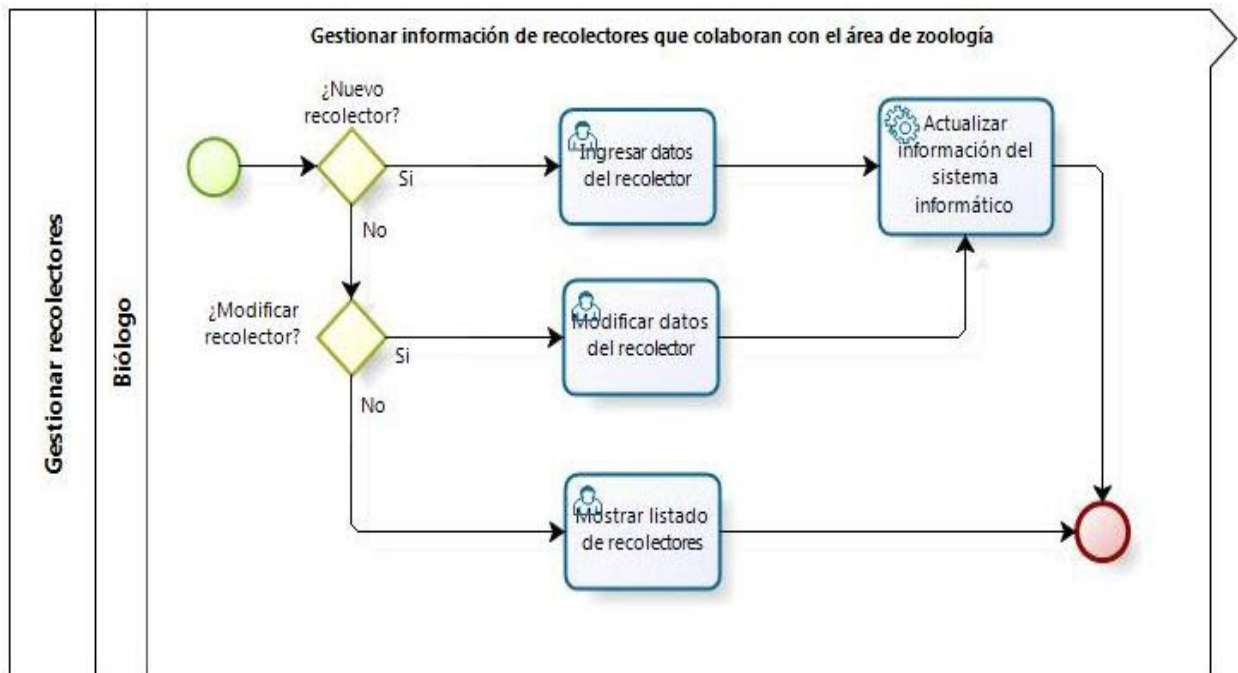 Gestionar información de recolectores que colaboran con el área de zoología
Gestionar recolectores
Biólogo
¿Nuevo
recolector?
Si
No
Ingresar datos
del recolector
Actualizar
información del
sistema
informático
¿Modificar
recolector?
Si
No
Modificar datos
del recolector
Mostrar listado
de recolectores